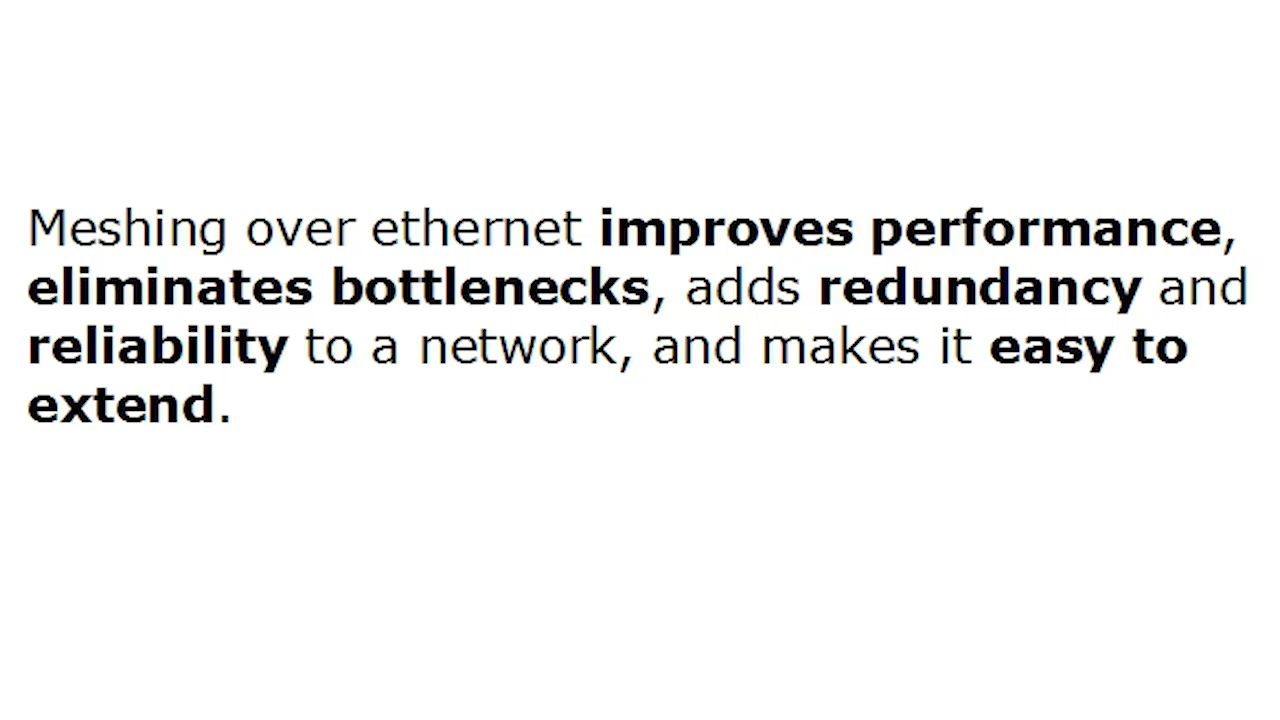 Meshing over ethernet improves performance,
eliminates bottlenecks, adds redundancy and
reliability to a network, and makes it easy to
extend.